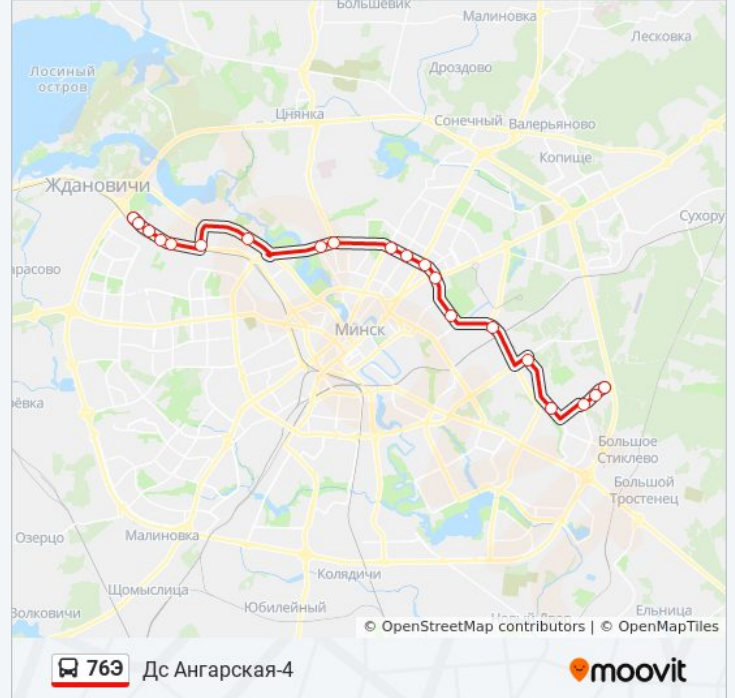 Большевик
Малиновка
Лесковка
Лосиный
остров
Дроздово
Цнянка
Сонечный
Валерьяново
Копище
Ждановичи
Сухору
арасово
Минск
ёвка
Большое
Стиклево
Большой
Тростенец
Озерцо
Малиновка
Колядичи
Щомыслица
Юбилейный
Волковичи
Ельница
© OpenStreetMap contributors | © OpenMapTiles
76Э Дс Ангарская-4
moovit